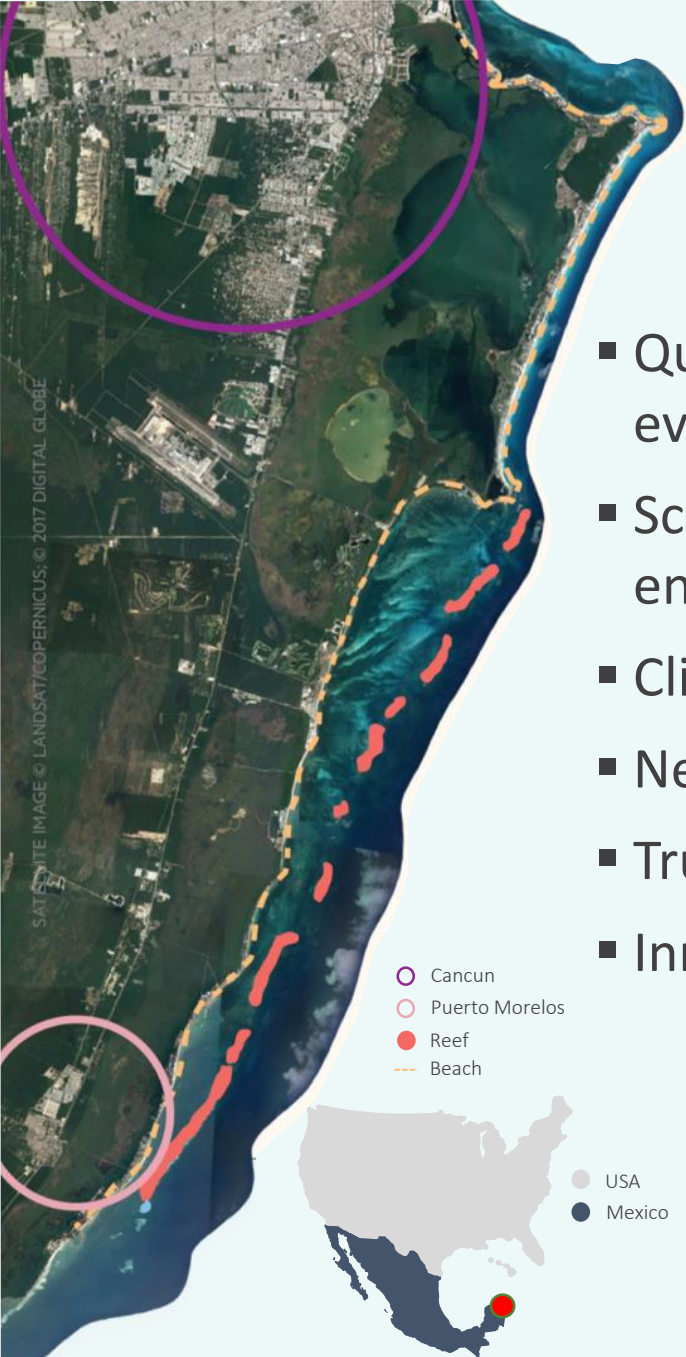 SATELLITE IMAGE © LANDSAT/COPERNICUS; © 2017 DIGITAL GLOBE
▪ Qu
ev
▪ Sc
en
▪ Cli
▪ Ne
▪ Tru
▪ Inn
Cancun
Puerto Morelos
Reef
Beach
USA
Mexico